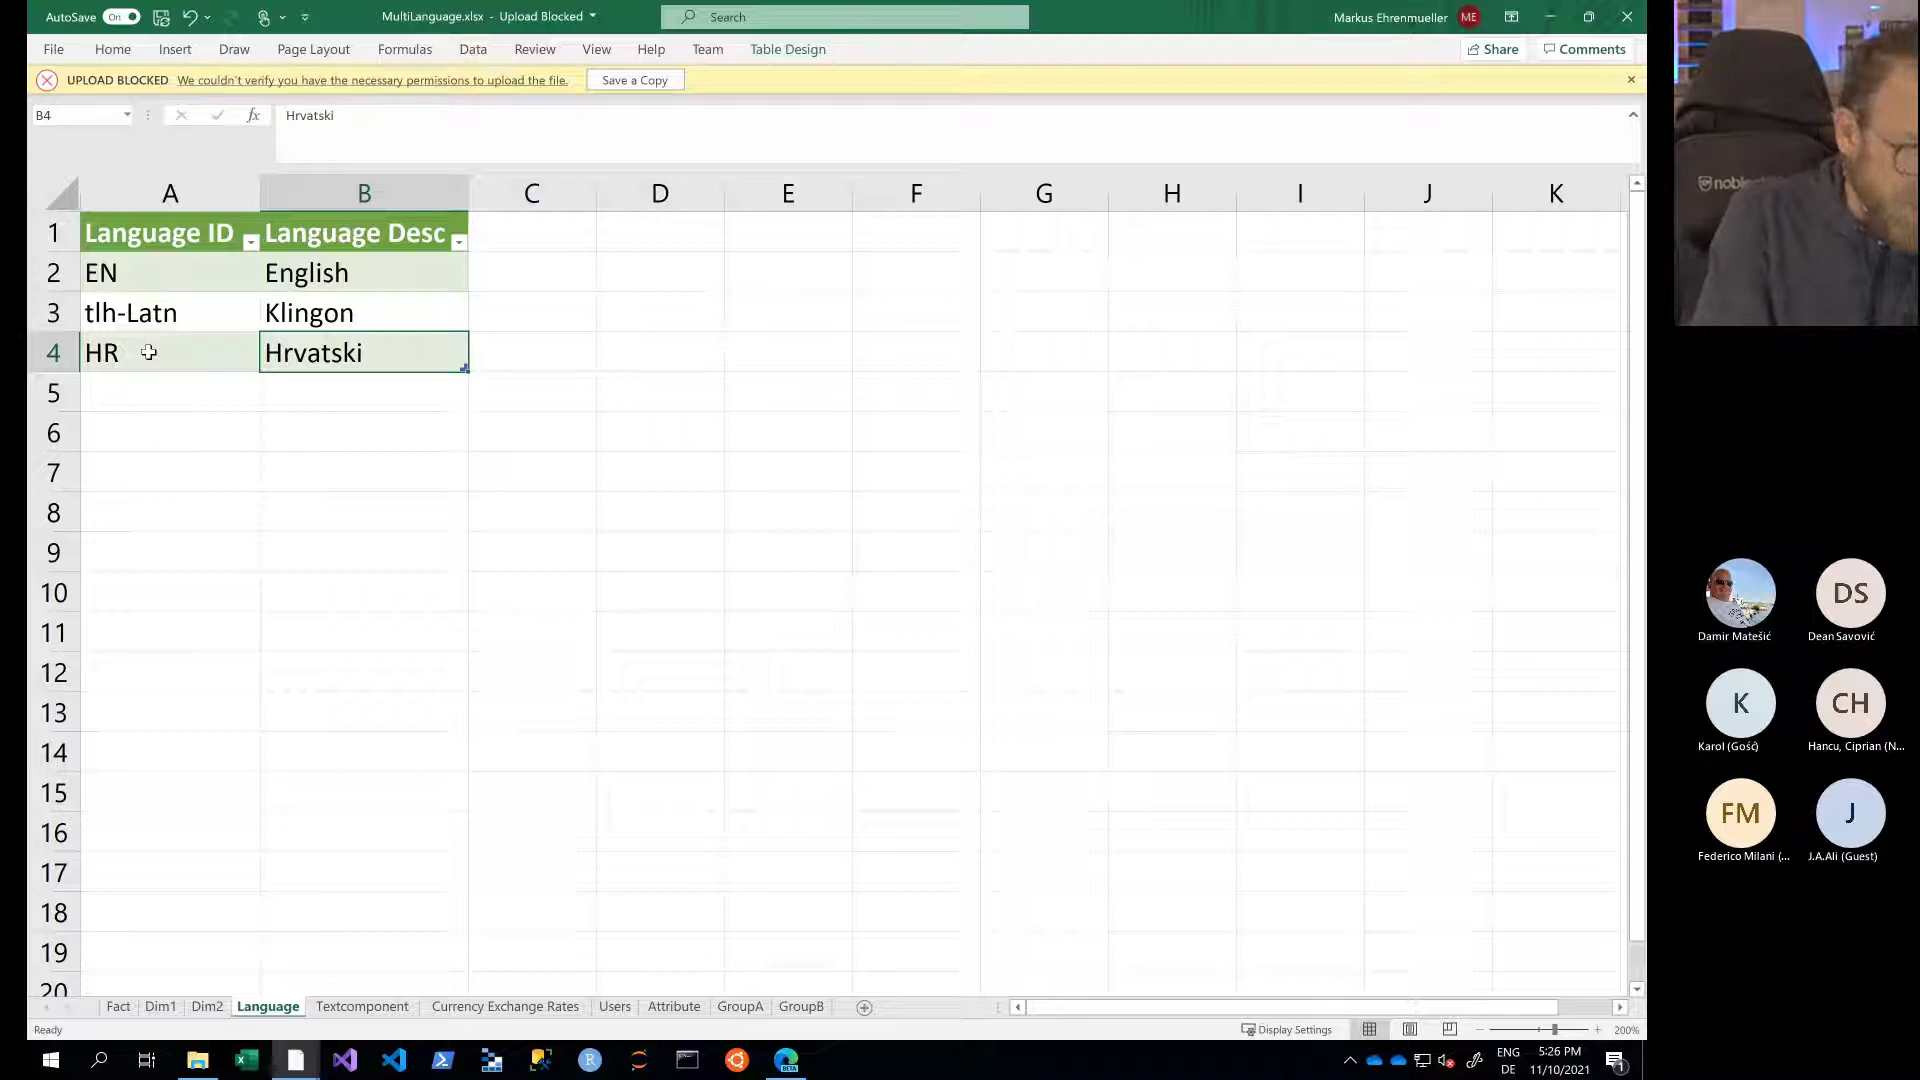 AutoSave On MultiLanguage.xlsx - Upload Blocked Search Markus Ehrenmueller ME
File Home Insert Draw Page Layout Formulas Data Review View Help Team Table Design Share Comments
UPLOAD BLOCKED We couldn't verify you have the necessary permissions to upload the file. Save a Copy
B4 fx Hrvatski
A B C D E F G H I J K
1 Language ID Language Desc
2 EN English
3 tlh-Latn Klingon
4 HR Hrvatski
5
6
7
8
9
10
11
12
13
14
15
16
17
18
19
20
Fact Dim1 Dim2 Language Textcomponent Currency Exchange Rates Users Attribute GroupA GroupB
Ready Display Settings 200%
ENG 5:26 PM
DE 11/10/2021 1
DS
Damir Matešić Dean Savović
K CH
Karol (Gość) Hancu, Ciprian (N...
FM J
Federico Milani (... J.A.Ali (Guest)